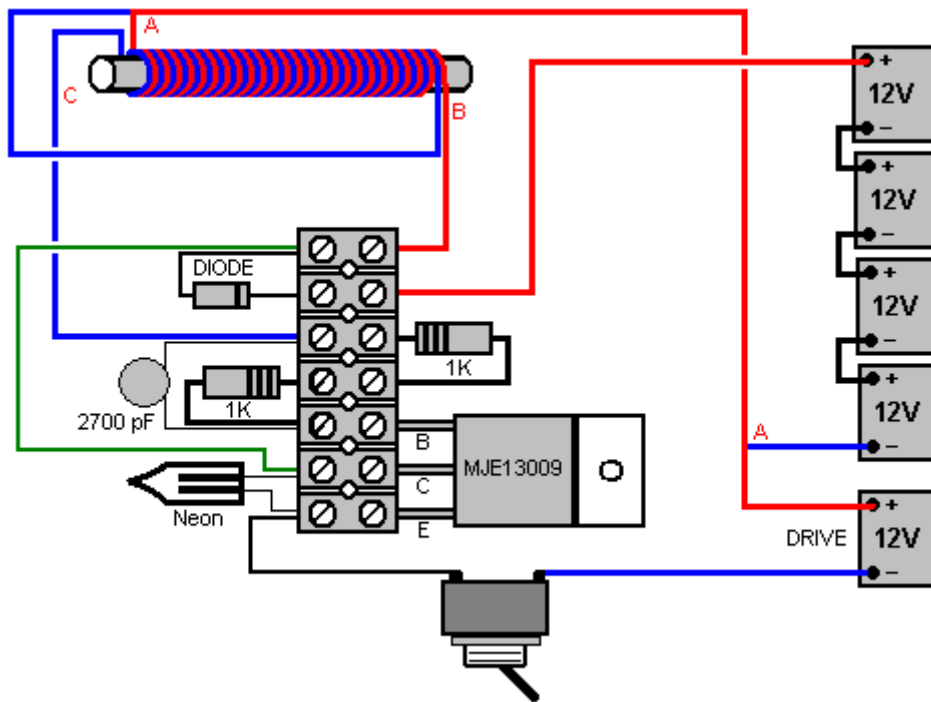 A
C
B
+
12V
−
+
12V
−
+
12V
−
+
12V
−
A
+
12V
−
DRIVE
DIODE
1K
2700 pF
1K
B
C
E
MJE13009
Neon